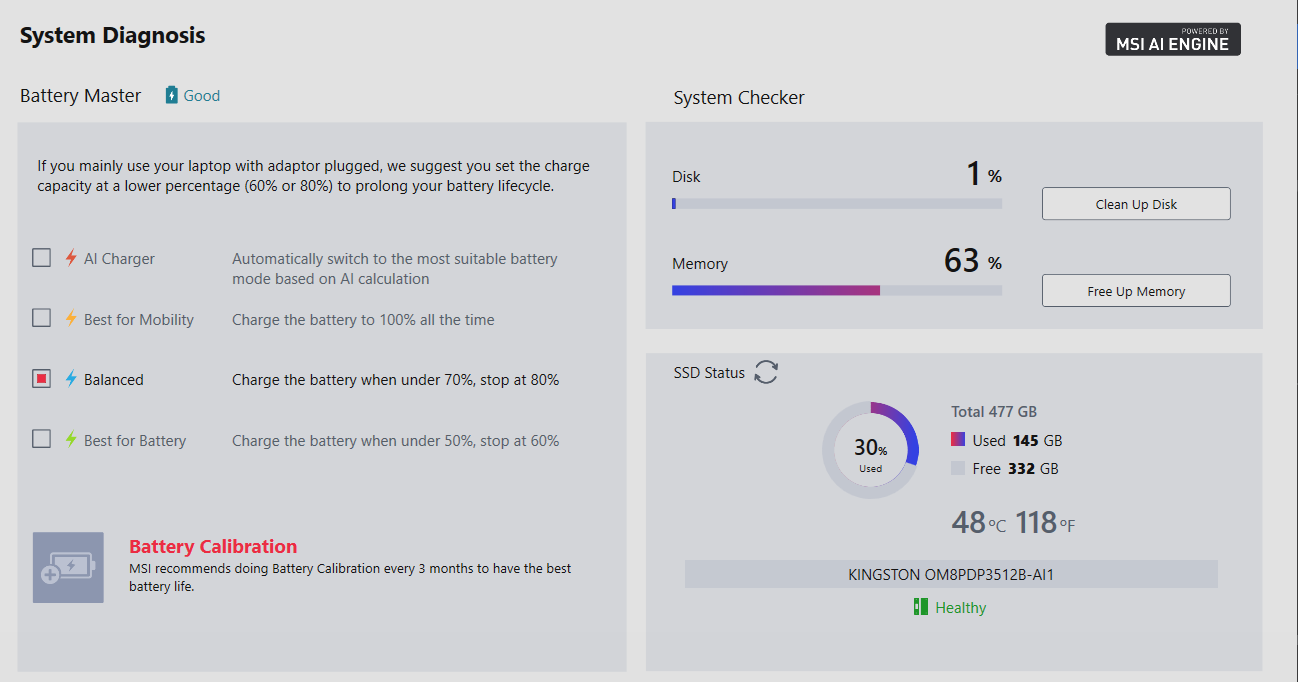 System Diagnosis
POWERED BY
MSI AI ENGINE
Battery Master Good
If you mainly use your laptop with adaptor plugged, we suggest you set the charge
capacity at a lower percentage (60% or 80%) to prolong your battery lifecycle.
AI Charger Automatically switch to the most suitable battery
mode based on AI calculation
Best for Mobility Charge the battery to 100% all the time
Balanced Charge the battery when under 70%, stop at 80%
Best for Battery Charge the battery when under 50%, stop at 60%
Battery Calibration
MSI recommends doing Battery Calibration every 3 months to have the best
battery life.
System Checker
Disk 1 %
Clean Up Disk
Memory 63 %
Free Up Memory
SSD Status
30%
Used
Total 477 GB
Used 145 GB
Free 332 GB
48°C 118°F
KINGSTON OM8PDP3512B-AI1
Healthy